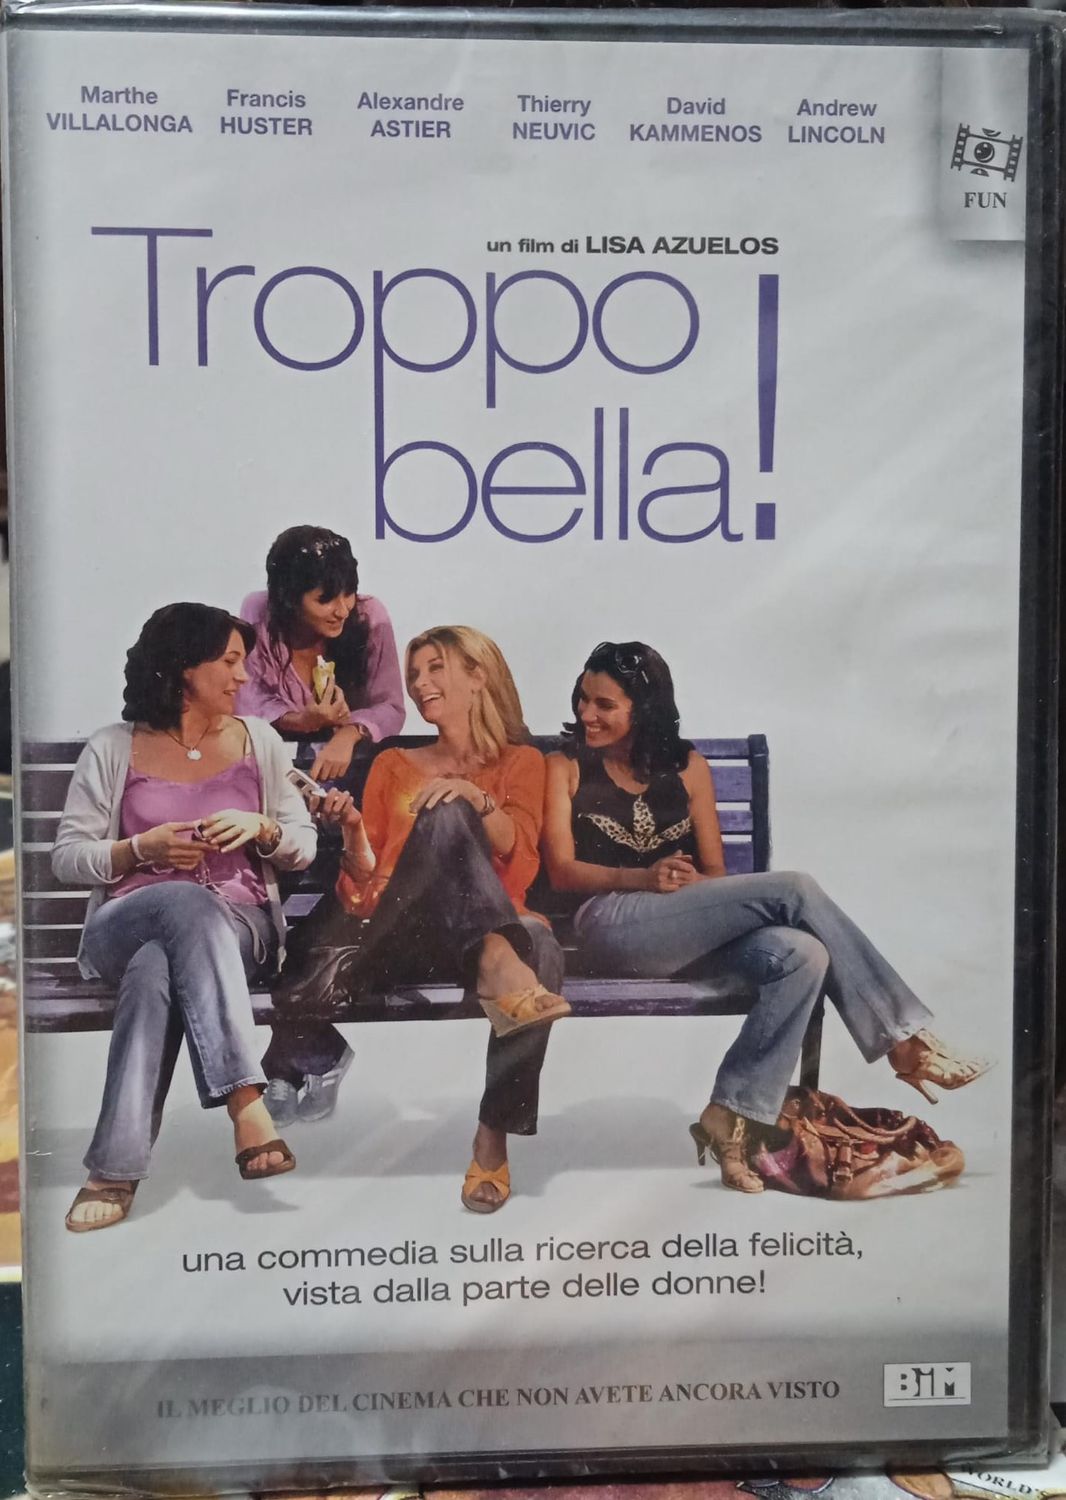 Marthe VILLALONGA
Francis HUSTER
Alexandre ASTIER
Thierry NEUVIC
David KAMMENOS
Andrew LINCOLN
FUN
un film di LISA AZUELOS
Troppo
bella!
una commedia sulla ricerca della felicità,
vista dalla parte delle donne!
IL MEGLIO DEL CINEMA CHE NON AVETE ANCORA VISTO
BiM
WORLD'S